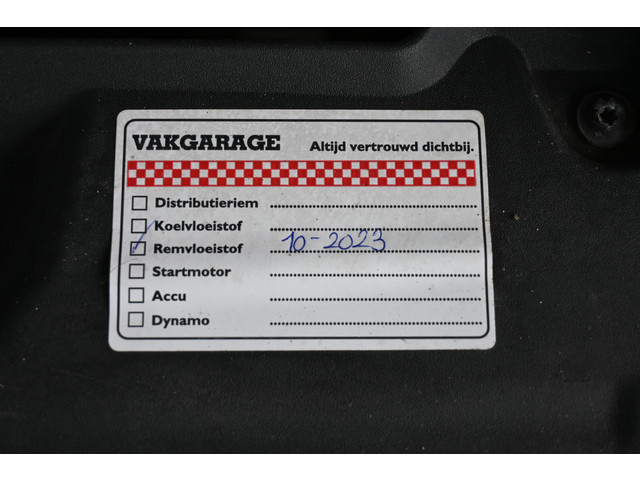 VAKGARAGE Altijd vertrouwd dichtbij.
Distributieriem
Koelvloeistof
Remvloeistof 10-2023
Startmotor
Accu
Dynamo